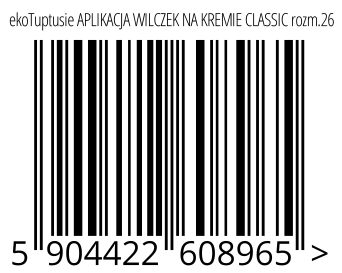 ekoTuptusie APLIKACJA WILCZEK NA KREMIE CLASSIC rozm.26
5 904422 608965 >